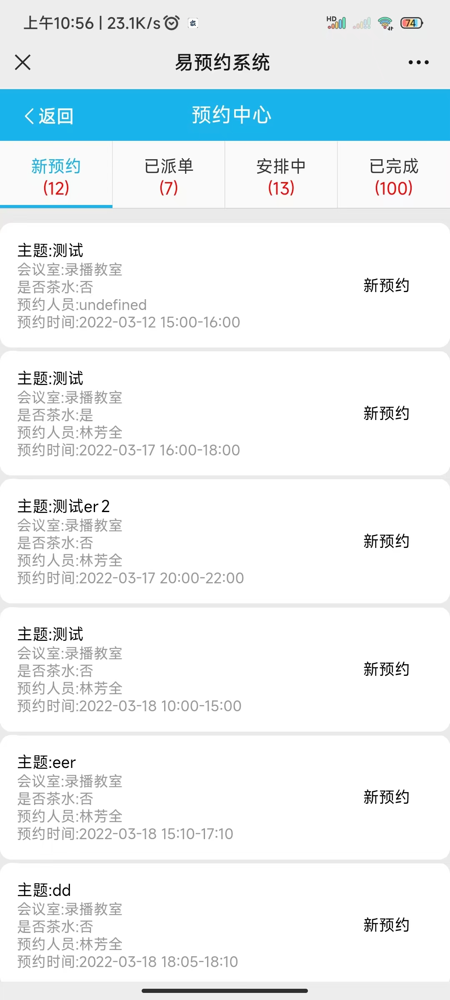 上午10:56 | 23.1K/s
HD
74
易预约系统
返回
预约中心
新预约
(12)
已派单
(7)
安排中
(13)
已完成
(100)
主题:测试
会议室:录播教室
是否茶水:否
预约人员:undefined
预约时间:2022-03-12 15:00-16:00
新预约
主题:测试
会议室:录播教室
是否茶水:是
预约人员:林芳全
预约时间:2022-03-17 16:00-18:00
新预约
主题:测试er 2
会议室:录播教室
是否茶水:否
预约人员:林芳全
预约时间:2022-03-17 20:00-22:00
新预约
主题:测试
会议室:录播教室
是否茶水:否
预约人员:林芳全
预约时间:2022-03-18 10:00-15:00
新预约
主题:eer
会议室:录播教室
是否茶水:否
预约人员:林芳全
预约时间:2022-03-18 15:10-17:10
新预约
主题:dd
会议室:录播教室
是否茶水:否
预约人员:林芳全
预约时间:2022-03-18 18:05-18:10
新预约